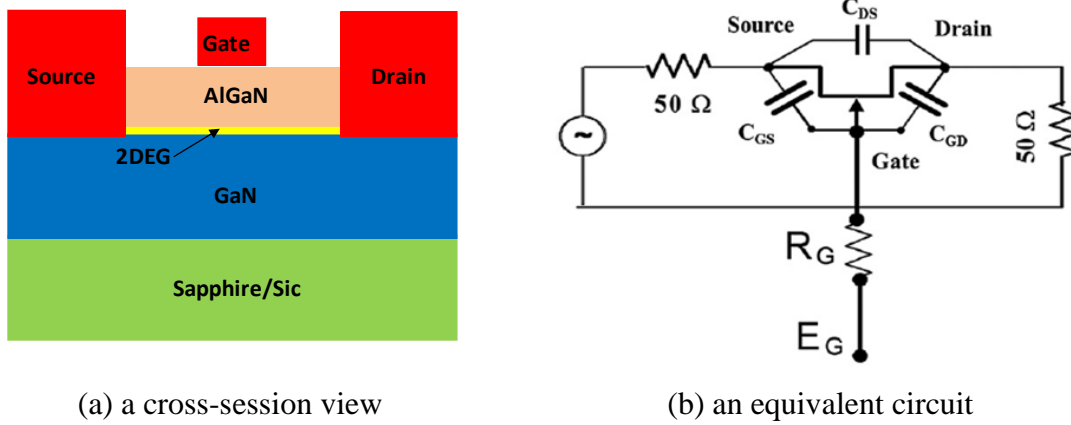 Gate
Source
Drain
AlGaN
2DEG
GaN
Sapphire/Sic
(a) a cross-session view
C_DS
Source
Drain
50 Ω
C_GS
C_GD
50 Ω
Gate
~
R_G
E_G
(b) an equivalent circuit